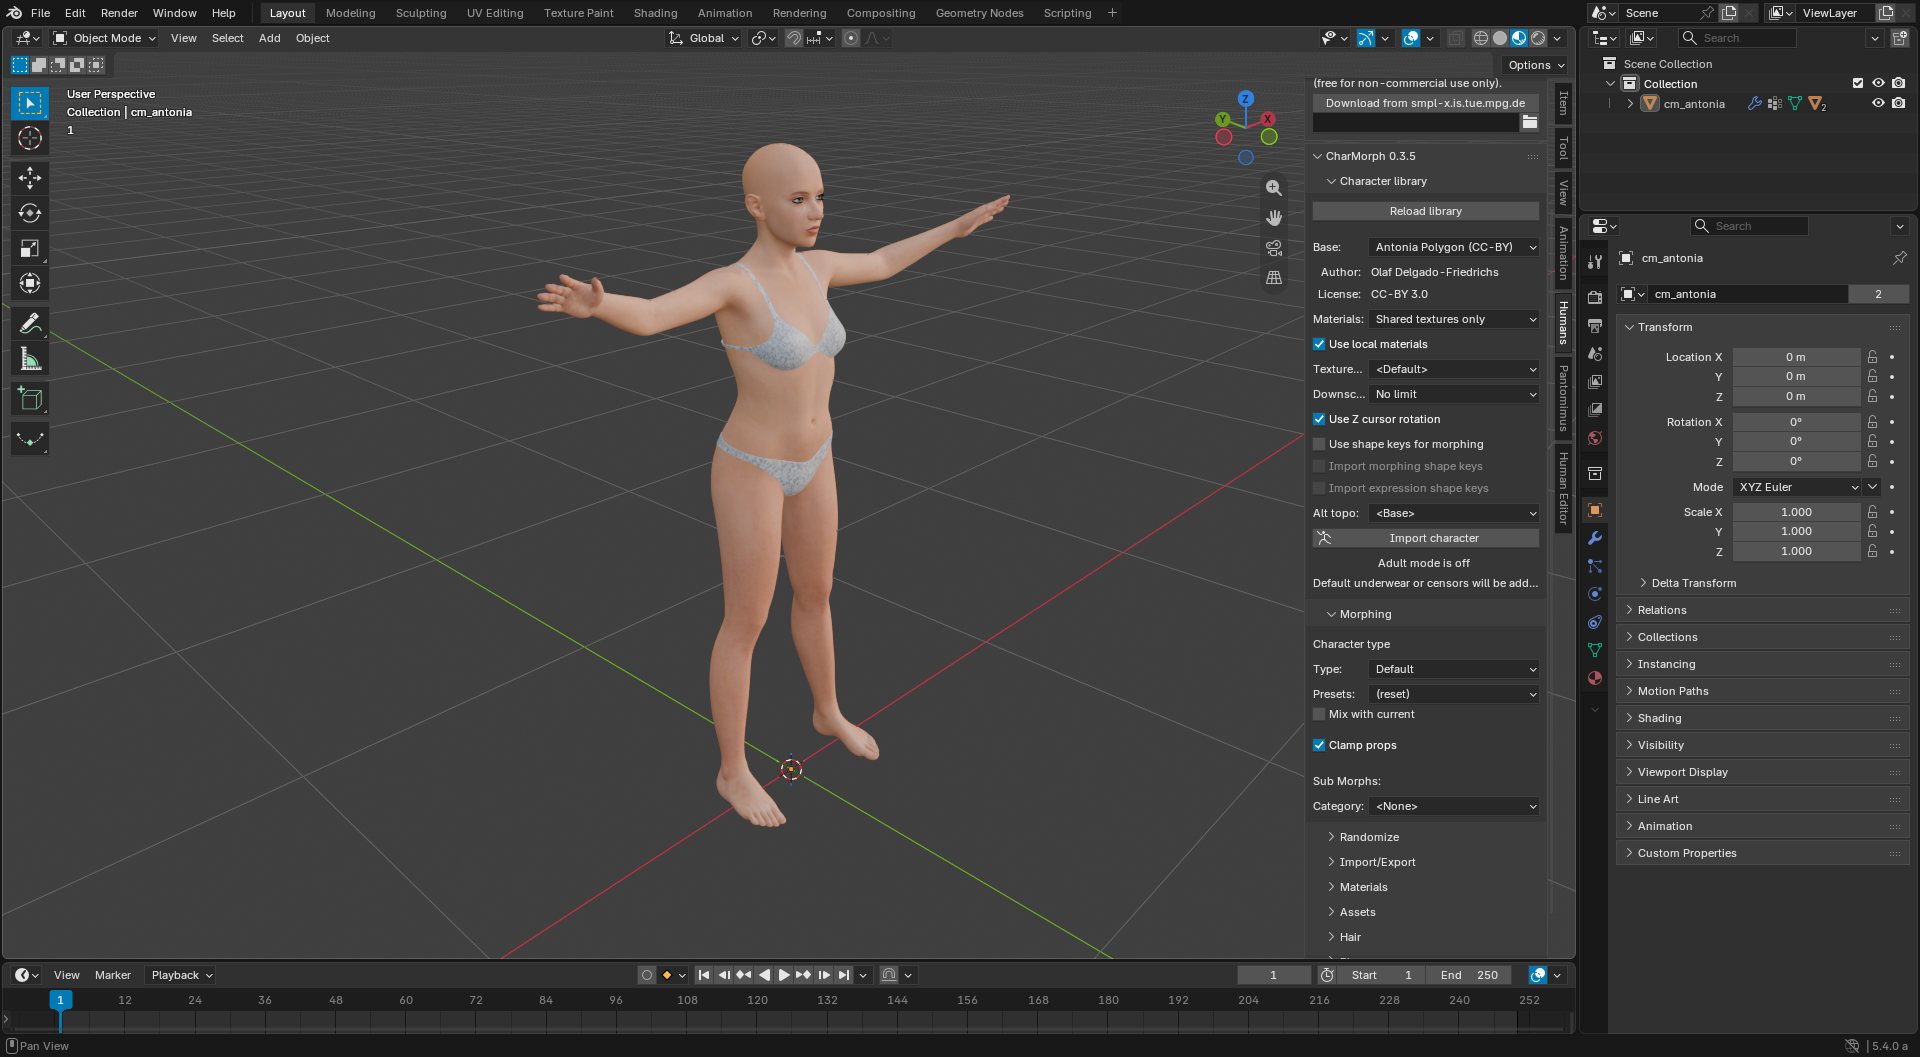 File Edit Render Window Help Layout Modeling Sculpting UV Editing Texture Paint Shading Animation Rendering Compositing Geometry Nodes Scripting + Scene ViewLayer
Object Mode View Select Add Object Global
Options
User Perspective
Collection | cm_antonia
1
Z
Y
X
(free for non-commercial use only).
Download from smpl-x.is.tue.mpg.de
CharMorph 0.3.5
Character library
Reload library
Base: Antonia Polygon (CC-BY)
Author: Olaf Delgado-Friedrichs
License: CC-BY 3.0
Materials: Shared textures only
Use local materials
Texture... <Default>
Downsc... No limit
Use Z cursor rotation
Use shape keys for morphing
Import morphing shape keys
Import expression shape keys
Alt topo: <Base>
Import character
Adult mode is off
Default underwear or censors will be add...
Morphing
Character type
Type: Default
Presets: (reset)
Mix with current
Clamp props
Sub Morphs:
Category: <None>
Randomize
Import/Export
Materials
Assets
Hair
Item
Tool
View
Animation
Humans
Pantomimus
Human Editor
Search
Scene Collection
Collection
cm_antonia 2
Search
cm_antonia
cm_antonia 2
Transform
Location X 0 m
Y 0 m
Z 0 m
Rotation X 0°
Y 0°
Z 0°
Mode XYZ Euler
Scale X 1.000
Y 1.000
Z 1.000
Delta Transform
Relations
Collections
Instancing
Motion Paths
Shading
Visibility
Viewport Display
Line Art
Animation
Custom Properties
View Marker Playback 1 Start 1 End 250
1 12 24 36 48 60 72 84 96 108 120 132 144 156 168 180 192 204 216 228 240 252
Pan View 5.4.0 a